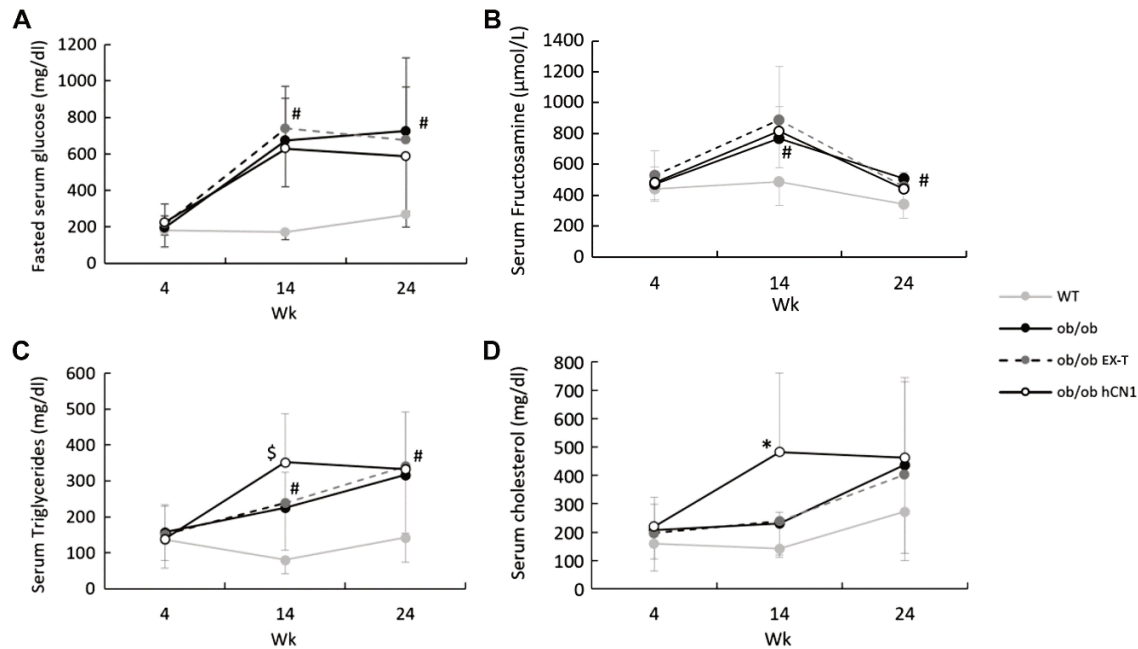 A
Fasted serum glucose (mg/dl)
1200
1000
800
600
400
200
0
#
#
4 14 24
Wk
B
Serum Fructosamine (µmol/L)
1400
1200
1000
800
600
400
200
0
#
#
4 14 24
Wk
C
Serum Triglycerides (mg/dl)
600
500
400
300
200
100
0
$
#
#
4 14 24
Wk
D
Serum cholesterol (mg/dl)
800
700
600
500
400
300
200
100
0
*
4 14 24
Wk
WT
ob/ob
ob/ob EX-T
ob/ob hCN1